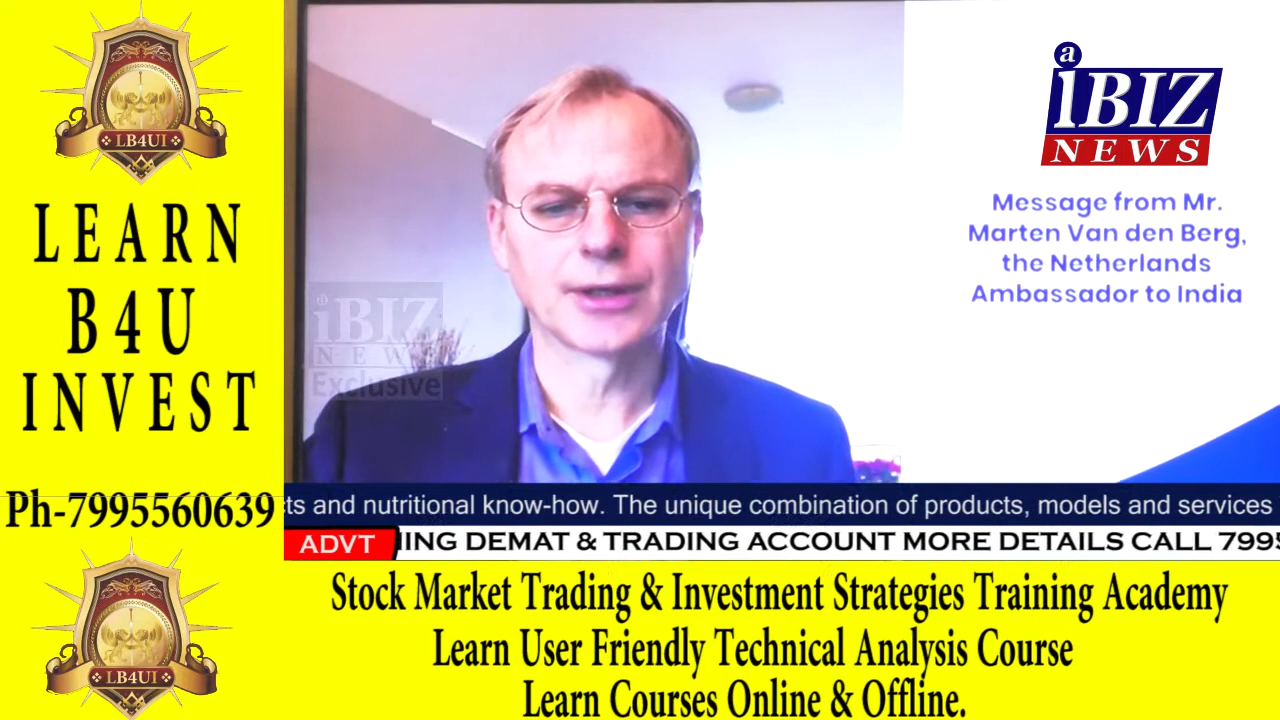 LB4UI
LEARN
B4U
INVEST
Ph-7995560639
LB4UI
a
iBIZ
NEWS
Message from Mr.
Marten Van den Berg,
the Netherlands
Ambassador to India
a
iBIZ
NEWS
Exclusive
ts and nutritional know-how. The unique combination of products, models and services
ADVT
HING DEMAT & TRADING ACCOUNT MORE DETAILS CALL 7995
Stock Market Trading & Investment Strategies Training Academy
Learn User Friendly Technical Analysis Course
Learn Courses Online & Offline.